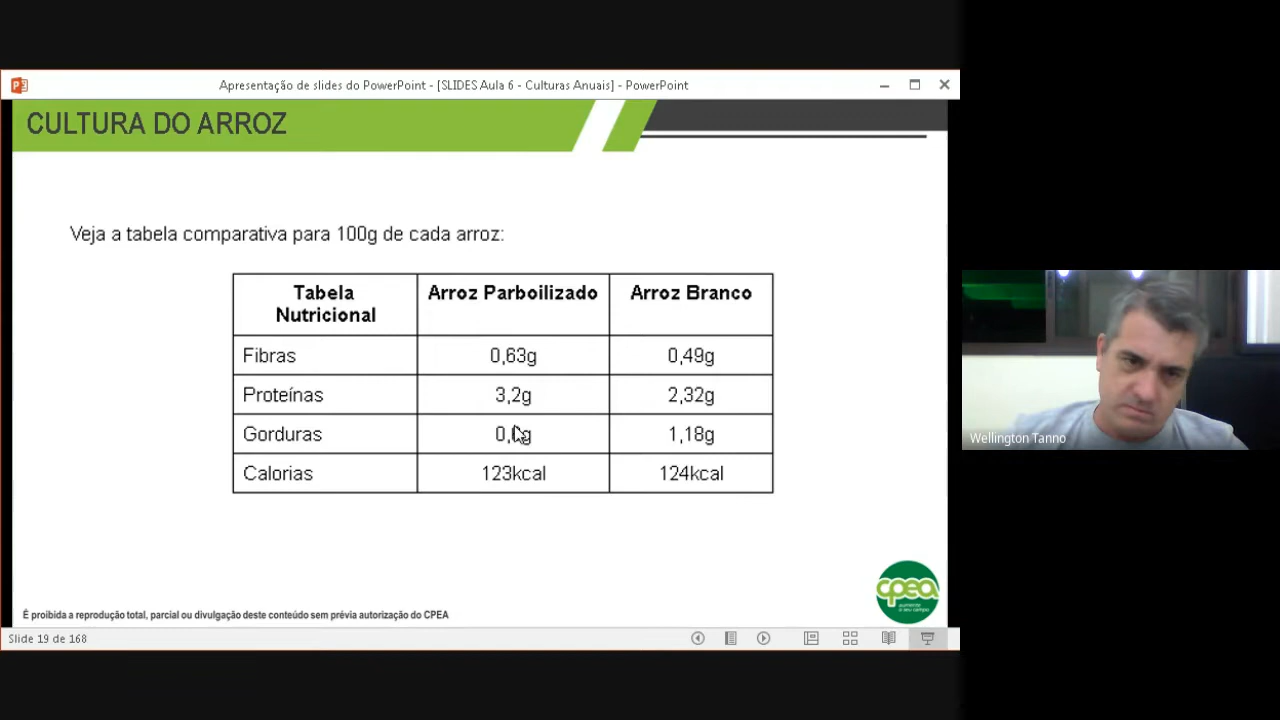 Apresentação de slides do PowerPoint - [SLIDES Aula 6 - Culturas Anuais] - PowerPoint
CULTURA DO ARROZ
Veja a tabela comparativa para 100g de cada arroz:
Tabela Nutricional Arroz Parboilizado Arroz Branco
Fibras 0,63g 0,49g
Proteínas 3,2g 2,32g
Gorduras 1,18g
Calorias 123kcal 124kcal
cpea
aumente o seu campo
É proibida a reprodução total, parcial ou divulgação deste conteúdo sem prévia autorização do CPEA
Slide 19 de 168
Wellington Tanno